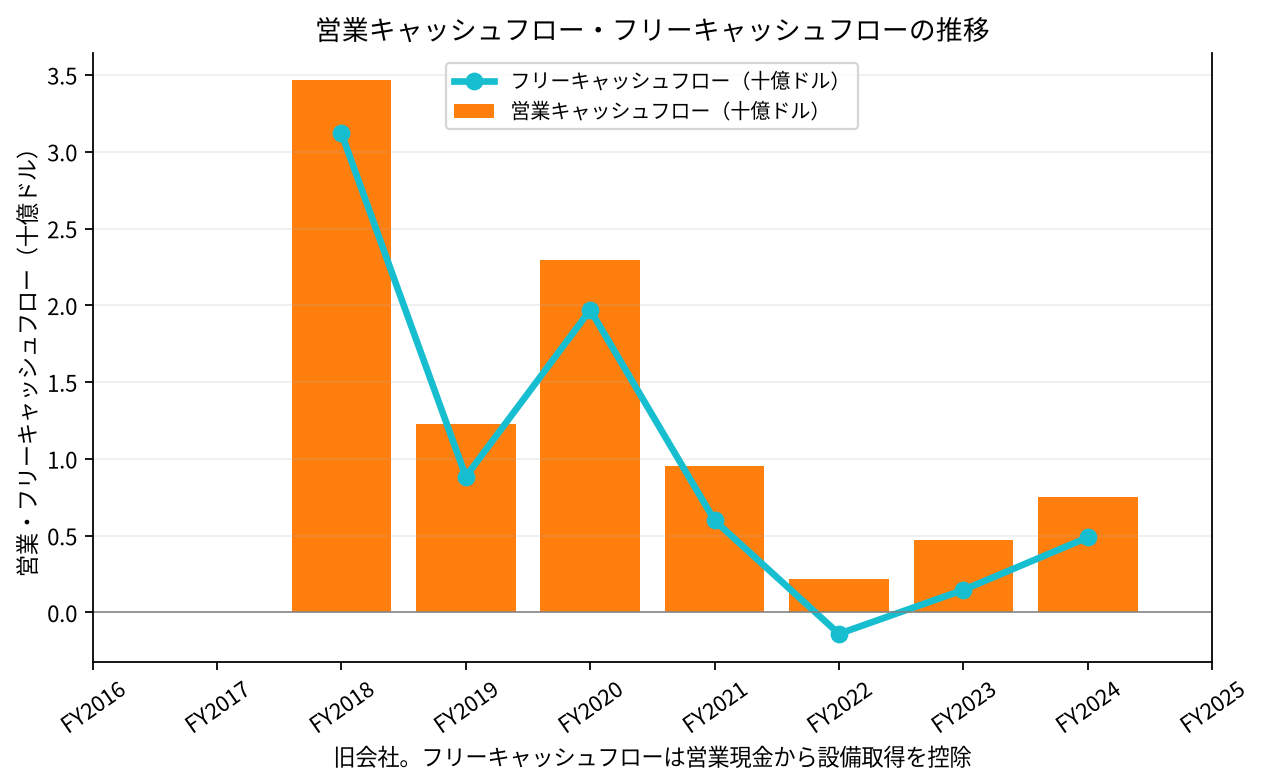 営業キャッシュフロー・フリーキャッシュフローの推移
フリーキャッシュフロー（十億ドル）
営業キャッシュフロー（十億ドル）
営業・フリーキャッシュフロー（十億ドル）
3.5
3.0
2.5
2.0
1.5
1.0
0.5
0.0
FY2016
FY2017
FY2018
FY2019
FY2020
FY2021
FY2022
FY2023
FY2024
FY2025
旧会社。フリーキャッシュフローは営業現金から設備取得を控除